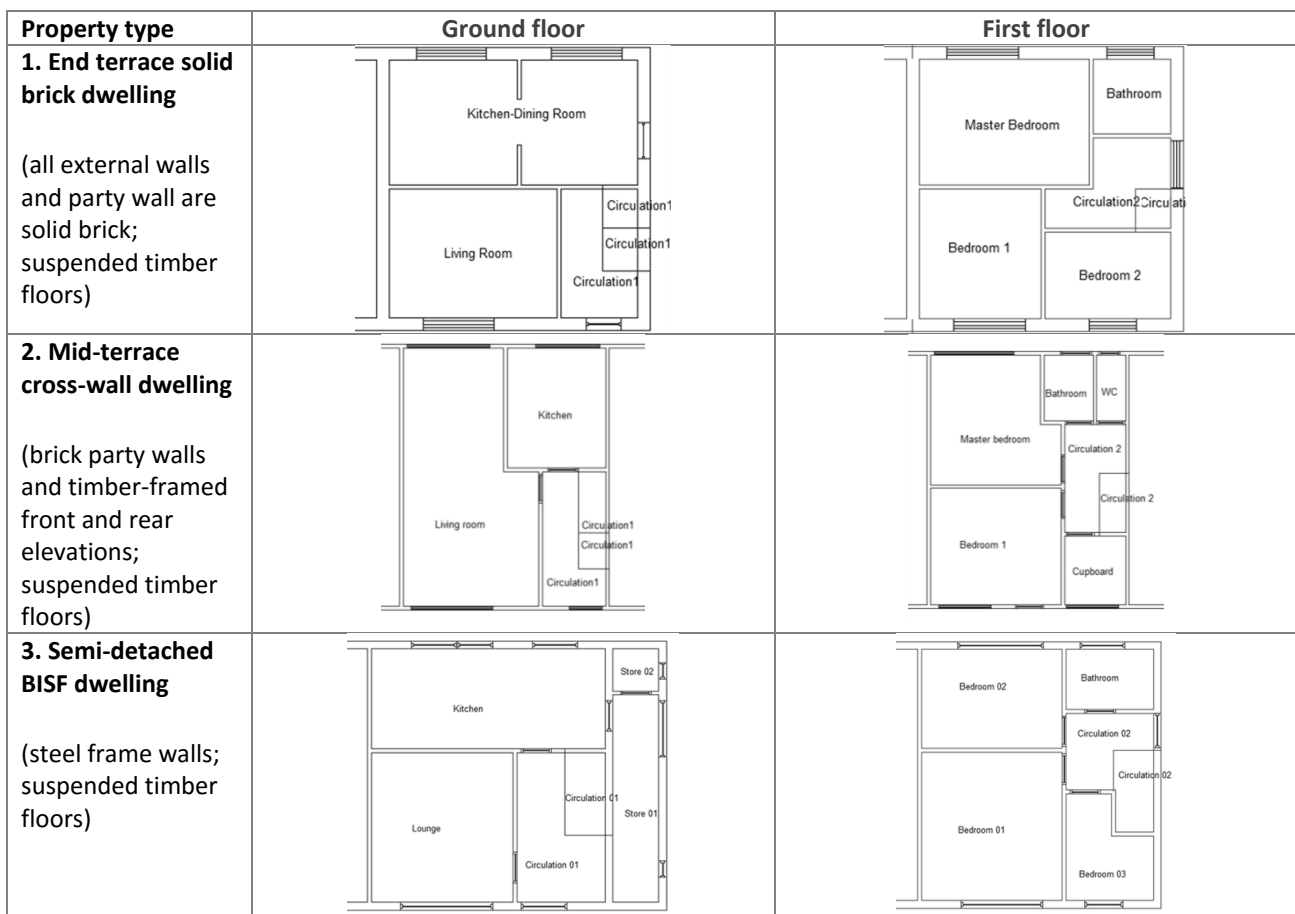 Property type
Ground floor
First floor
1. End terrace solid
brick dwelling
(all external walls
and party wall are
solid brick;
suspended timber
floors)
Kitchen-Dining Room
Living Room
Circulation1
Circulation1
Circulation1
Master Bedroom
Bathroom
Circulation2
Circulati
Bedroom 1
Bedroom 2
2. Mid-terrace
cross-wall dwelling
(brick party walls
and timber-framed
front and rear
elevations;
suspended timber
floors)
Kitchen
Living room
Circulation1
Circulation1
Circulation1
Bathroom
WC
Master bedroom
Circulation 2
Circulation 2
Bedroom 1
Cupboard
3. Semi-detached
BISF dwelling
(steel frame walls;
suspended timber
floors)
Store 02
Kitchen
Circulation 01
Store 01
Lounge
Circulation 01
Bedroom 02
Bathroom
Circulation 02
Circulation 02
Bedroom 01
Bedroom 03